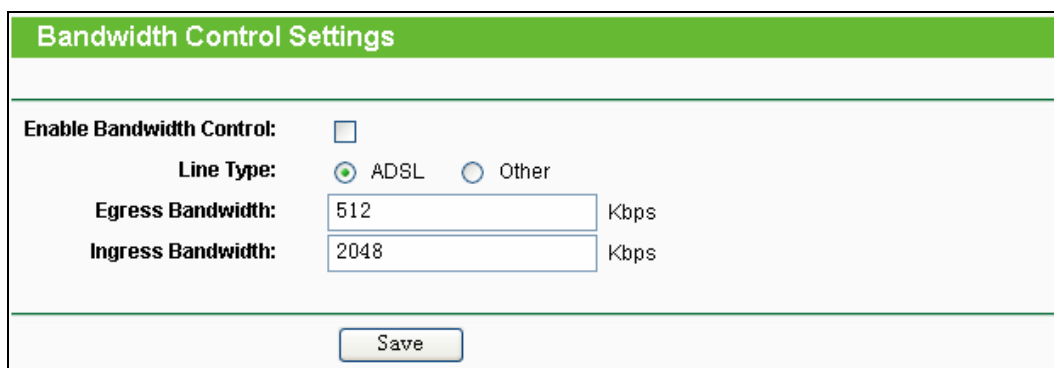 Bandwidth Control Settings
Enable Bandwidth Control:
Line Type: ADSL Other
Egress Bandwidth: 512 Kbps
Ingress Bandwidth: 2048 Kbps
Save